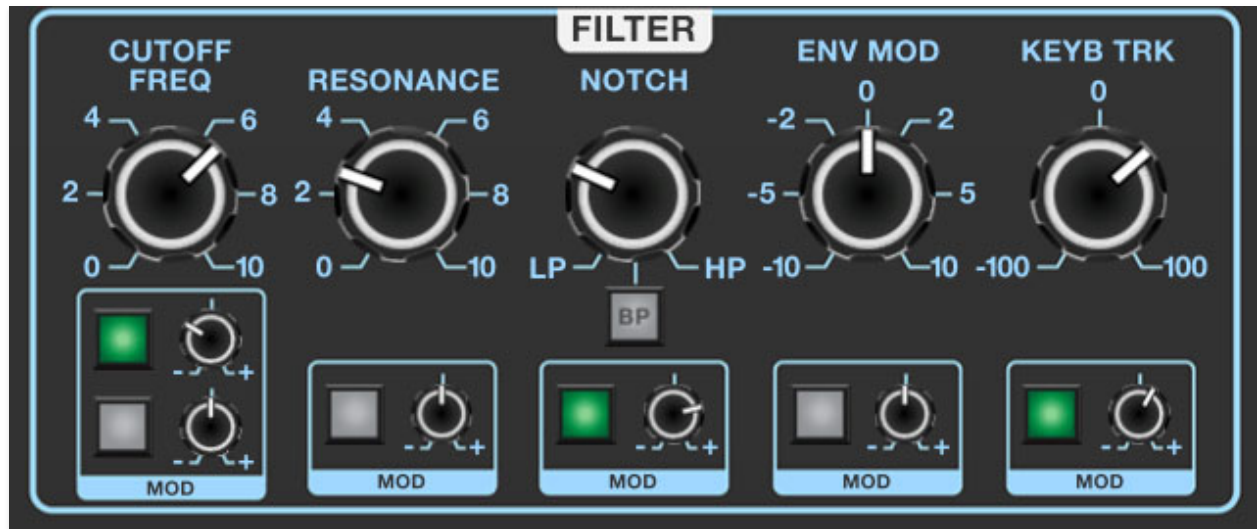 FILTER
CUTOFF
FREQ
RESONANCE
NOTCH
ENV MOD
KEYB TRK
4 6
2 8
0 10
4 6
2 8
0 10
LP HP
BP
0
-2 2
-5 5
-10 10
0
-100 100
- +
- +
MOD
- +
MOD
- +
MOD
- +
MOD
- +
MOD